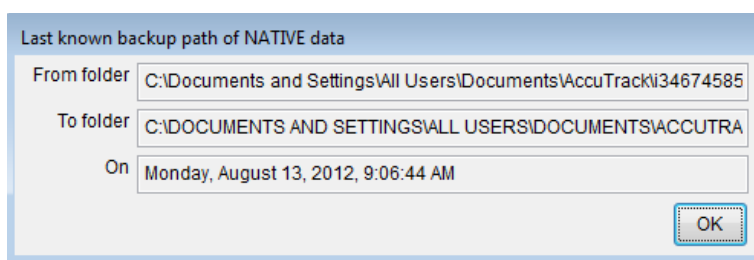 Last known backup path of NATIVE data
From folder C:\Documents and Settings\All Users\Documents\AccuTrack\i34674585
To folder C:\DOCUMENTS AND SETTINGS\ALL USERS\DOCUMENTS\ACCUTRA
On Monday, August 13, 2012, 9:06:44 AM
OK